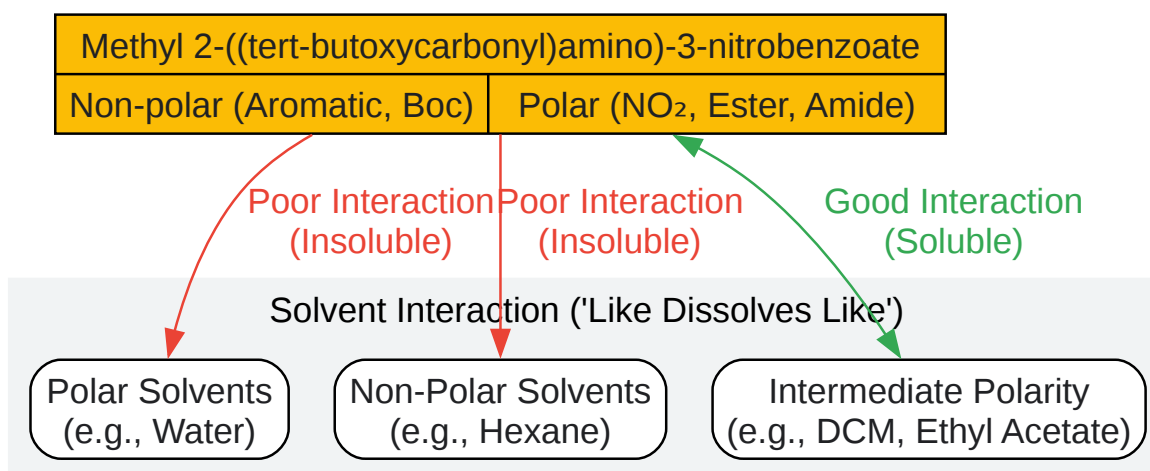 Methyl 2-((tert-butoxycarbonyl)amino)-3-nitrobenzoate
Non-polar (Aromatic, Boc)
Polar (NO₂, Ester, Amide)
Poor Interaction
(Insoluble)
Poor Interaction
(Insoluble)
Good Interaction
(Soluble)
Solvent Interaction ('Like Dissolves Like')
Polar Solvents
(e.g., Water)
Non-Polar Solvents
(e.g., Hexane)
Intermediate Polarity
(e.g., DCM, Ethyl Acetate)